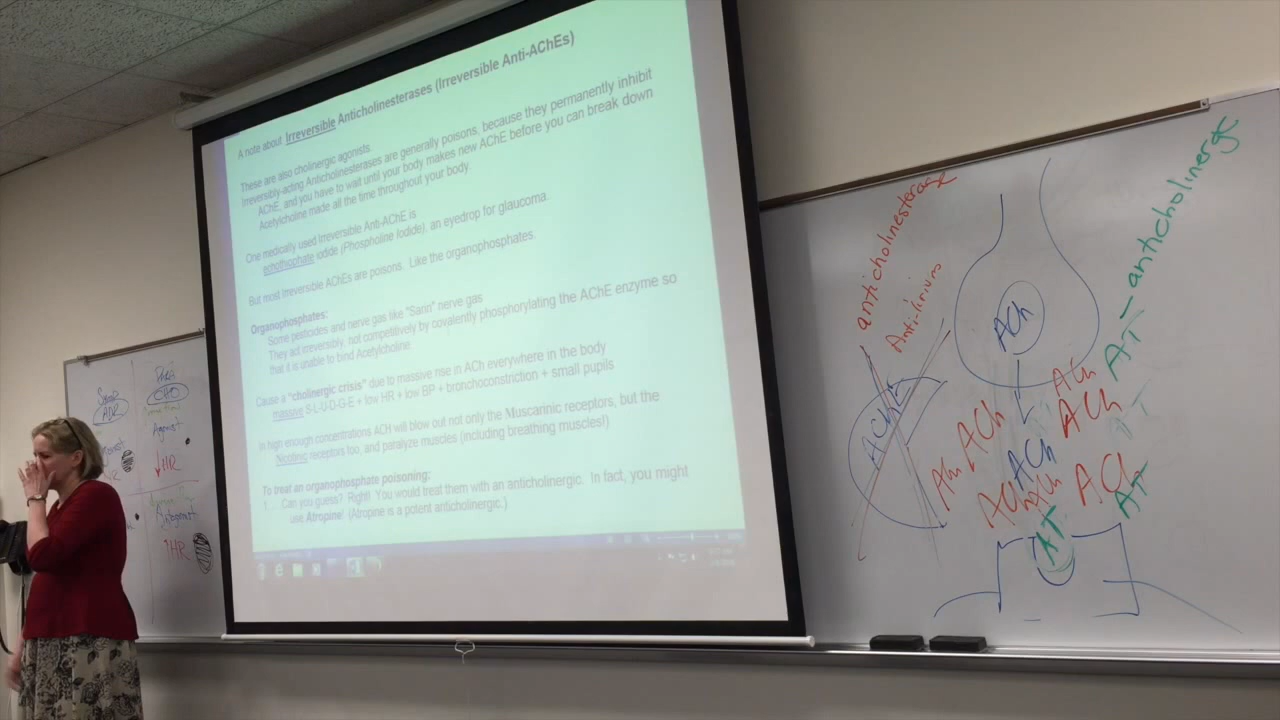 A note about Irreversible Anticholinesterases (Irreversible Anti-AChEs)
These are also cholinergic agonists.
Irreversibly-acting Anticholinesterases are generally poisons, because they permanently inhibit
AChE, and you have to wait until your body makes new AChE before you can break down
Acetylcholine made all the time throughout your body.
One medically used Irreversible Anti-AChE is
echothiophate iodide (Phospholine Iodide), an eyedrop for glaucoma.
But most Irreversible AChEs are poisons. Like the organophosphates.
Organophosphates:
Some pesticides and nerve gas like "Sarin" nerve gas
They act irreversibly, not competitively by covalently phosphorylating the AChE enzyme so
that it is unable to bind Acetylcholine
Cause a "cholinergic crisis" due to massive rise in ACh everywhere in the body
massive S-L-U-D-G-E + low HR + low BP + bronchoconstriction + small pupils
In high enough concentrations ACH will blow out not only the Muscarinic receptors, but the
Nicotinic receptors too, and paralyze muscles (including breathing muscles!)
To treat an organophosphate poisoning:
1. Can you guess? Right! You would treat them with an anticholinergic. In fact, you might
use Atropine! (Atropine is a potent anticholinergic.)
ADR
CHO
Agonist
↓HR
Antagonist
↑HR
anticholinesterase
AChE
ACh
ACh
ACh
ACh
ACh
ACh
ACh
AT - anticholinergc
AT
AT